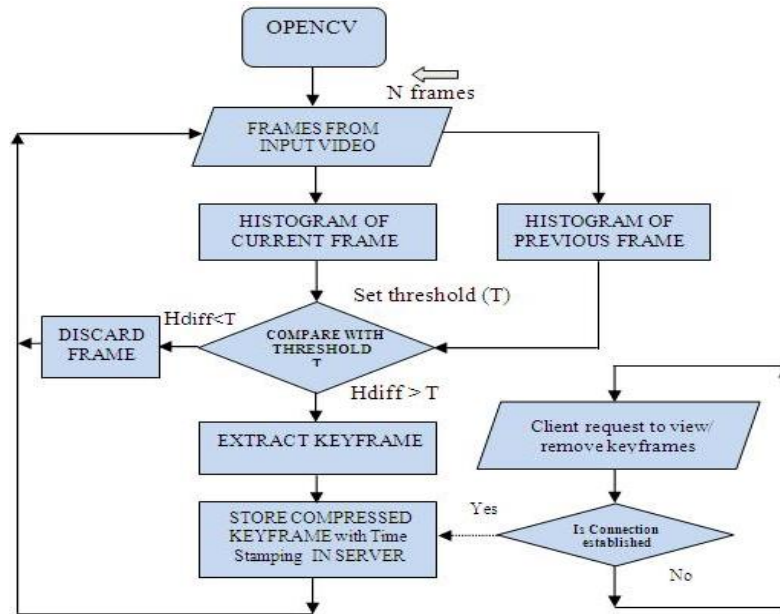 OPENCV
N frames
FRAMES FROM
INPUT VIDEO
HISTOGRAM OF
CURRENT FRAME
HISTOGRAM OF
PREVIOUS FRAME
Set threshold (T)
Hdiff<T
DISCARD
FRAME
COMPARE WITH
THRESHOLD
T
Hdiff > T
EXTRACT KEYFRAME
Client request to view/
remove keyframes
STORE COMPRESSED
KEYFRAME with Time
Stamping IN SERVER
Yes
Is Connection
established
No